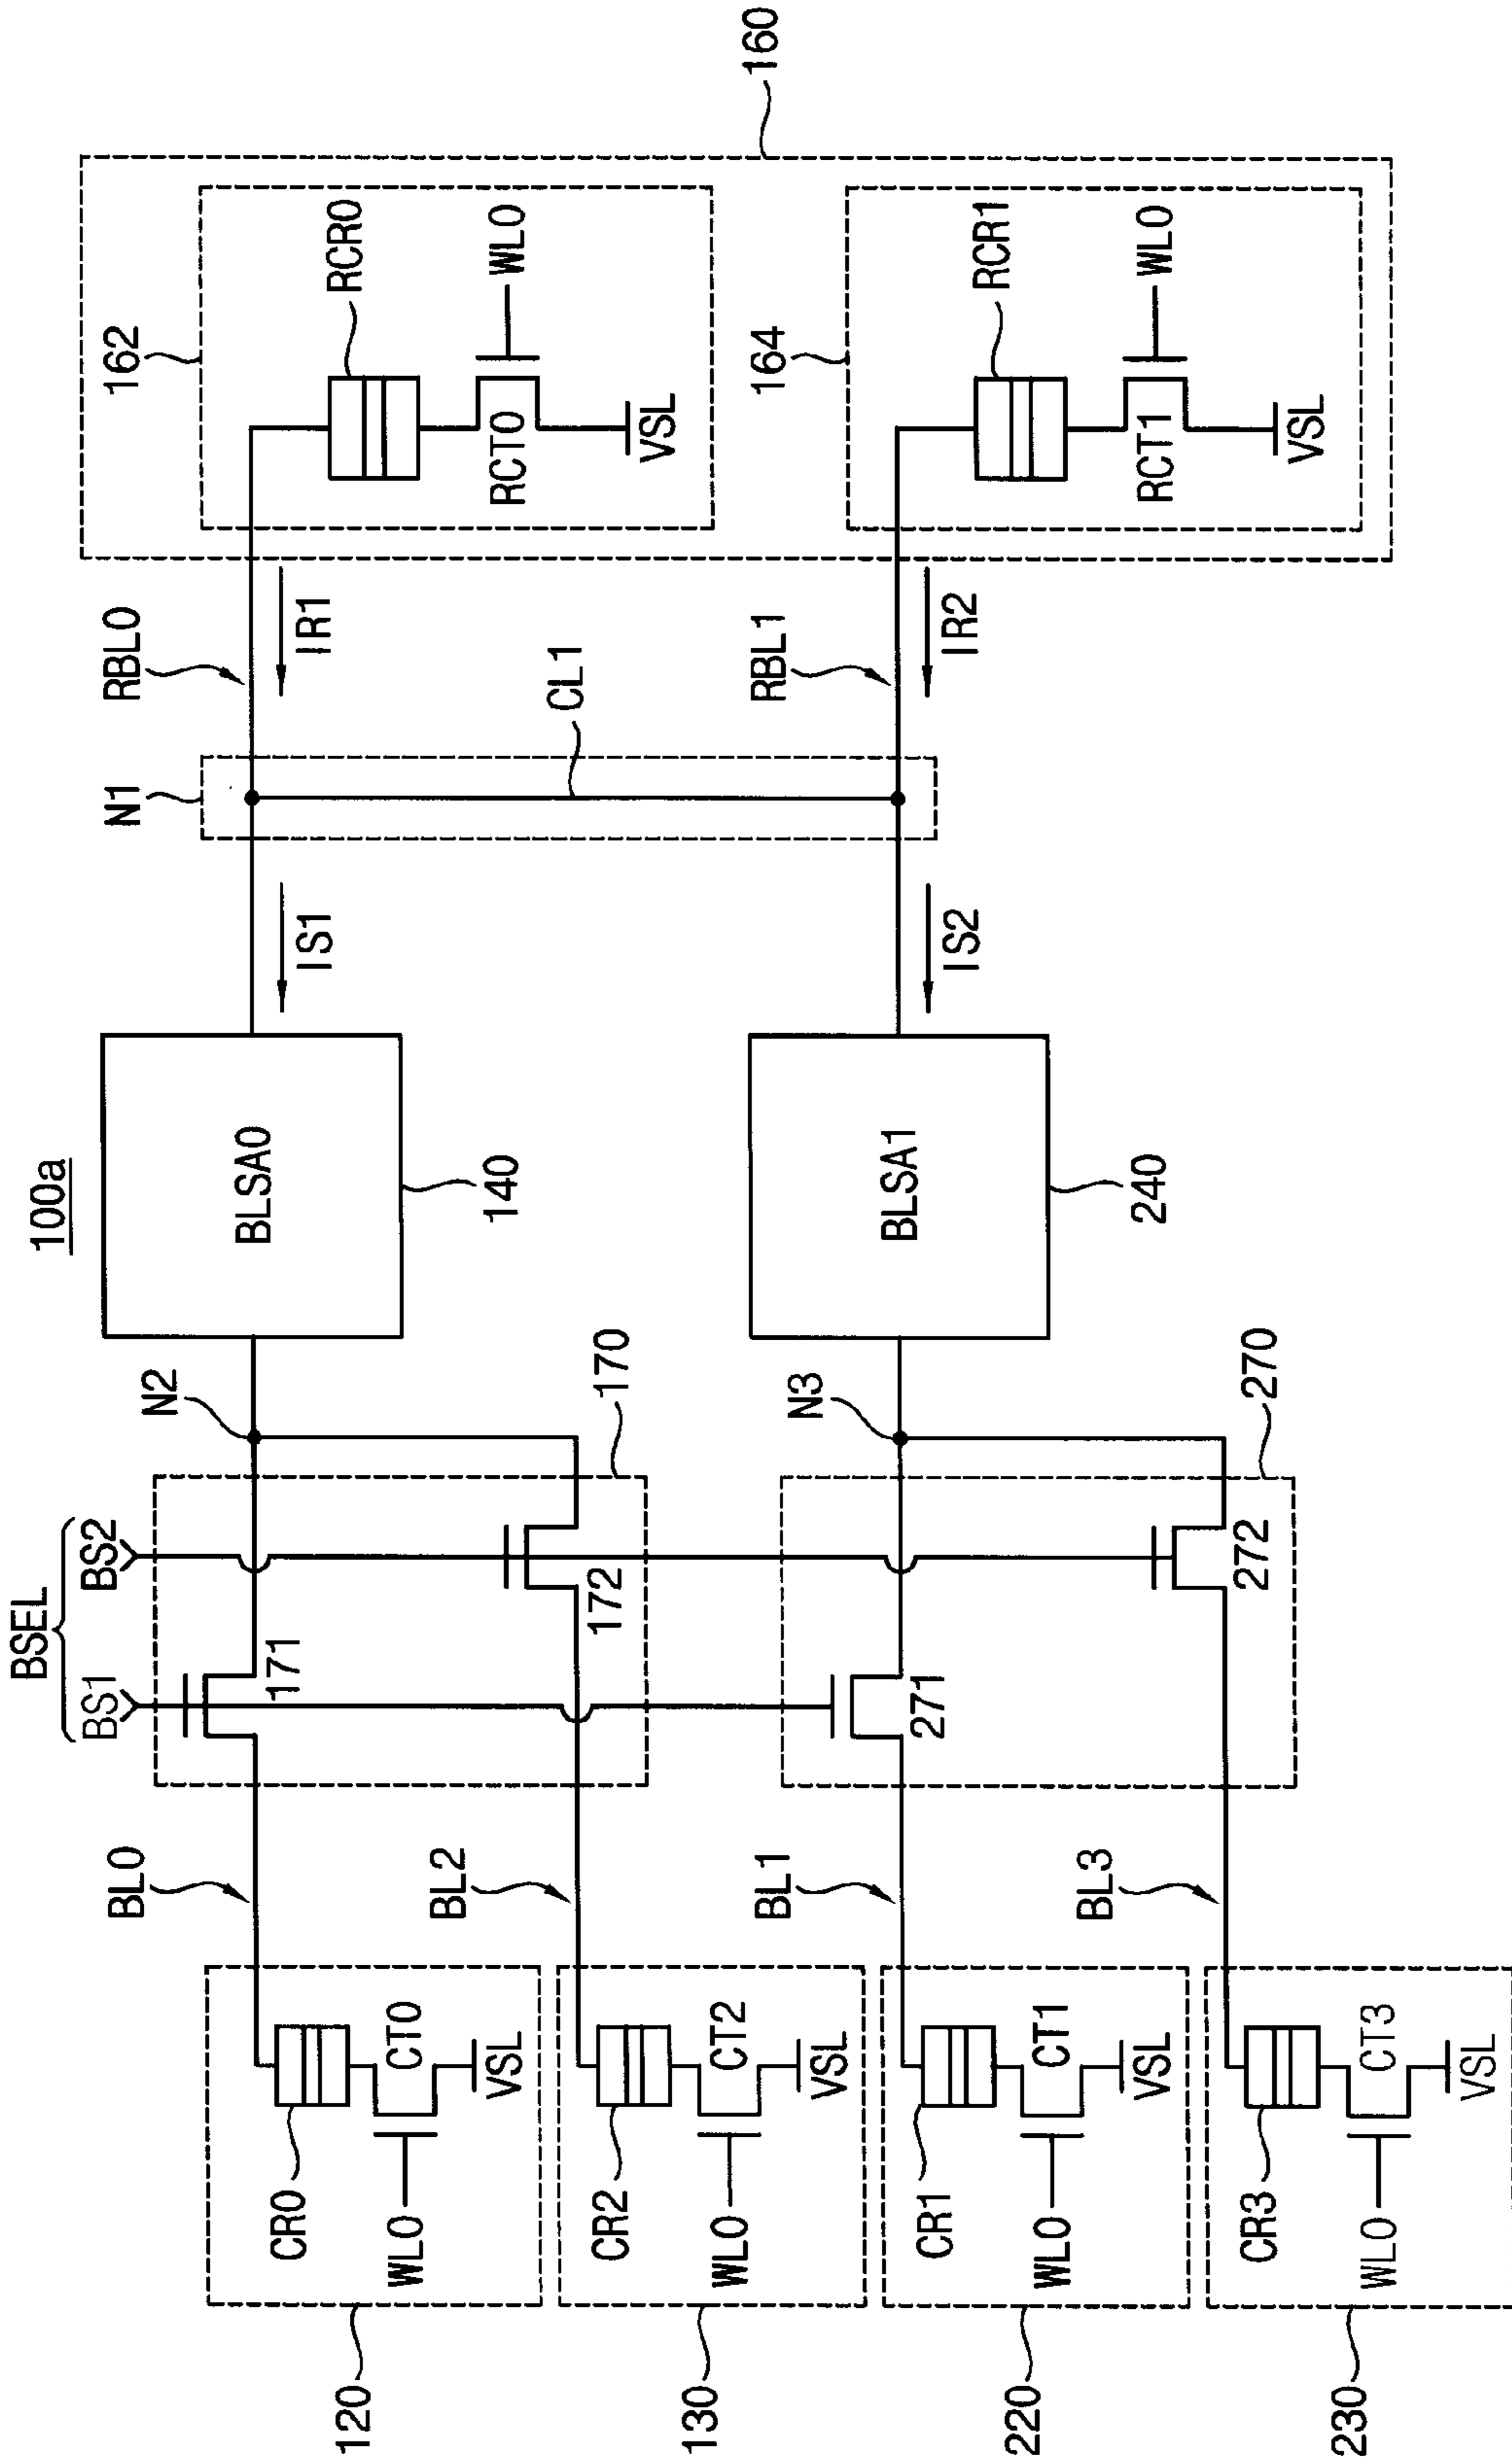 100a
BSEL
BS1
BS2
120
CR0
WL0
CT0
VSL
BL0
171
170
N2
BLSA0
140
IS1
N1
RBL0
IR1
162
RCR0
RCT0
WL0
VSL
160
130
CR2
WL0
CT2
VSL
BL2
172
CL1
220
CR1
WL0
CT1
VSL
BL1
271
270
N3
BLSA1
240
IS2
RBL1
IR2
164
RCR1
RCT1
WL0
VSL
230
CR3
WL0
CT3
VSL
BL3
272